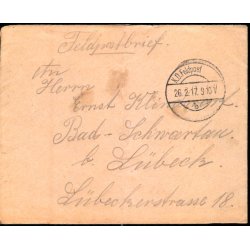 Feldpostbrief.
An
Herrn
Ernst
Bad-Schwartau
b Lübeck.
Lübeckerstrasse 18.
K.D. Feldpost
26.2.17. 9-10 V
b